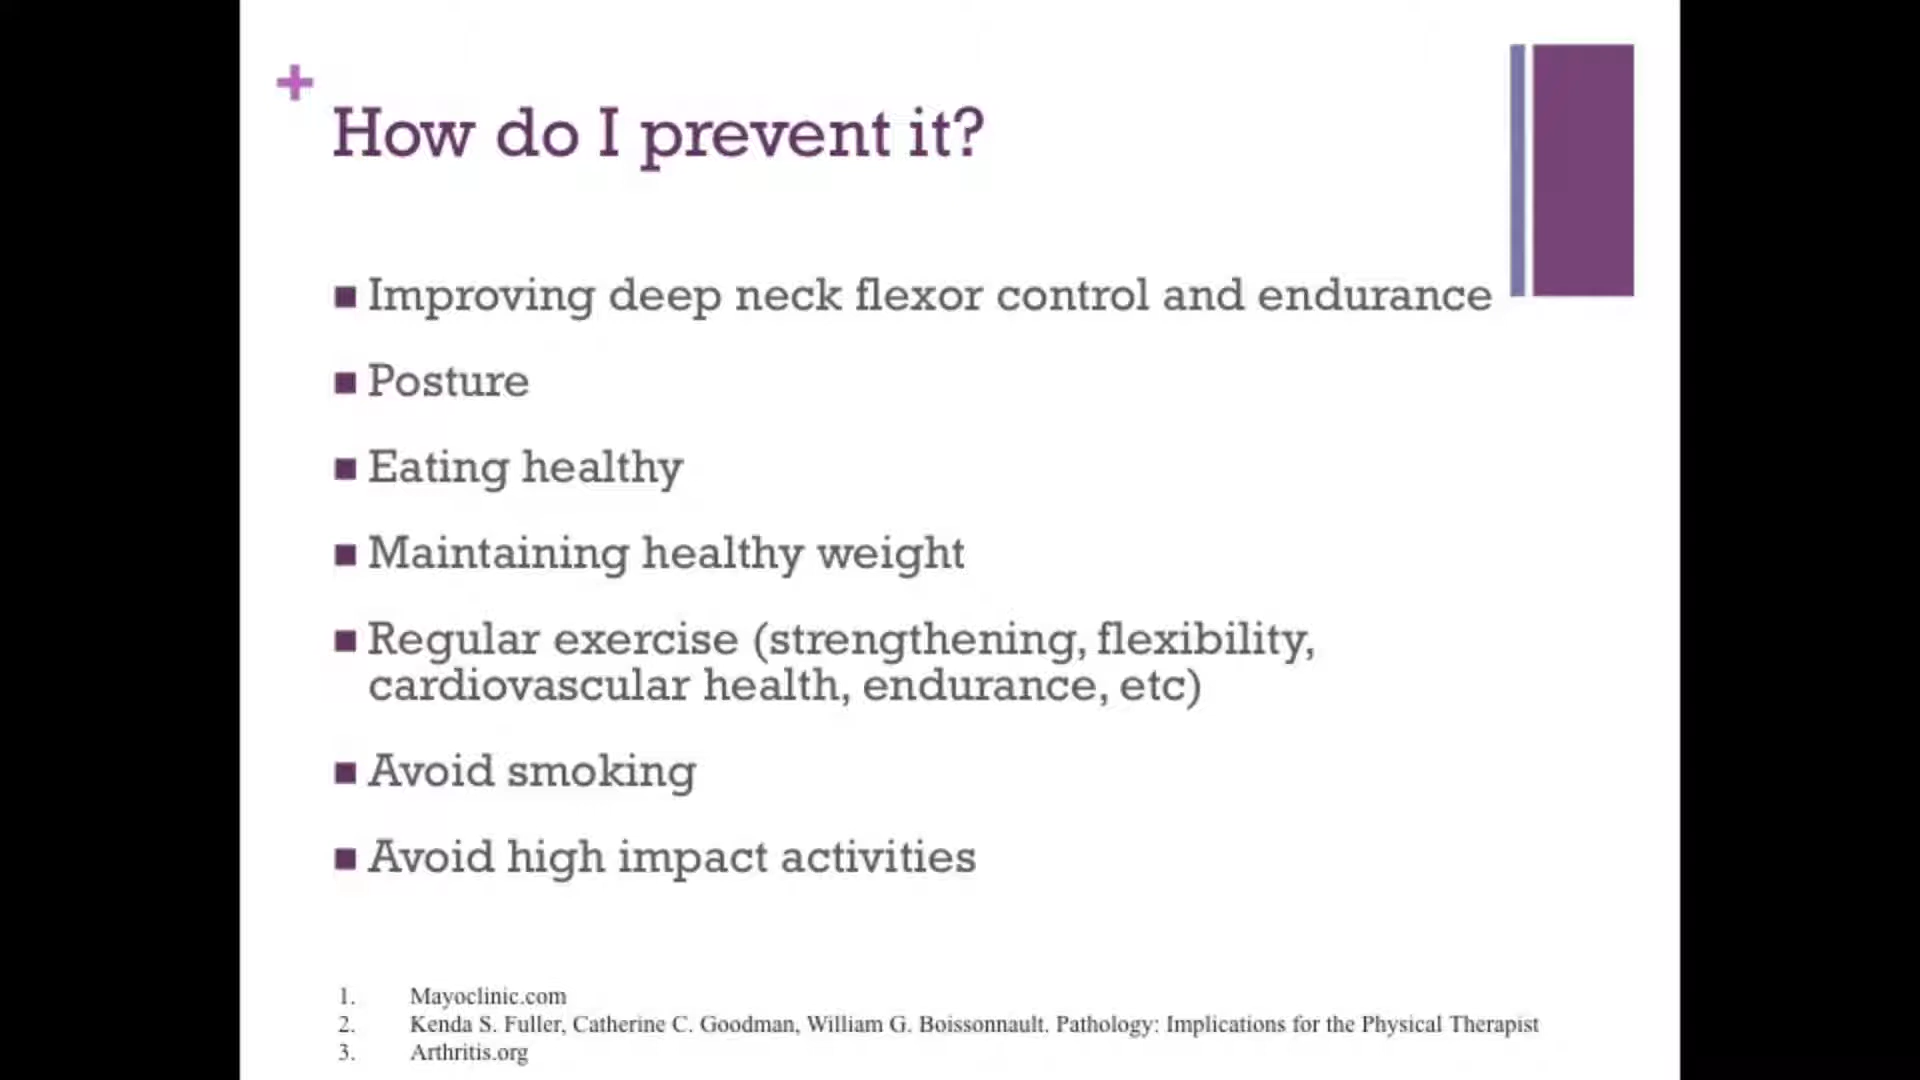 +
How do I prevent it?
■ Improving deep neck flexor control and endurance
■ Posture
■ Eating healthy
■ Maintaining healthy weight
■ Regular exercise (strengthening, flexibility,
cardiovascular health, endurance, etc)
■ Avoid smoking
■ Avoid high impact activities
1. Mayoclinic.com
2. Kenda S. Fuller, Catherine C. Goodman, William G. Boissonnault. Pathology: Implications for the Physical Therapist
3. Arthritis.org